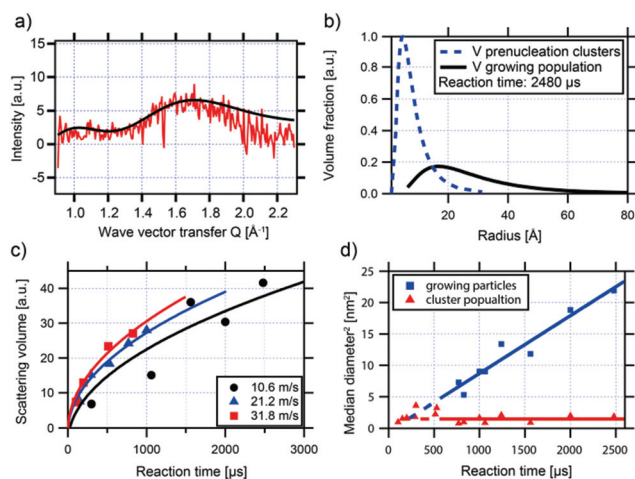 a)
15
10
5
0
-5
Intensity [a.u.]
1.0 1.2 1.4 1.6 1.8 2.0 2.2
Wave vector transfer Q [Å⁻¹]
b)
1.0
0.8
0.6
0.4
0.2
0.0
Volume fraction [a.u.]
V prenucleation clusters
V growing population
Reaction time: 2480 µs
20 40 60 80
Radius [Å]
c)
40
30
20
10
0
Scattering volume [a.u.]
10.6 m/s
21.2 m/s
31.8 m/s
0 1000 2000 3000
Reaction time [µs]
d)
25
20
15
10
5
0
Median diameter² [nm²]
growing particles
cluster popualtion
0 500 1000 1500 2000 2500
Reaction time [µs]